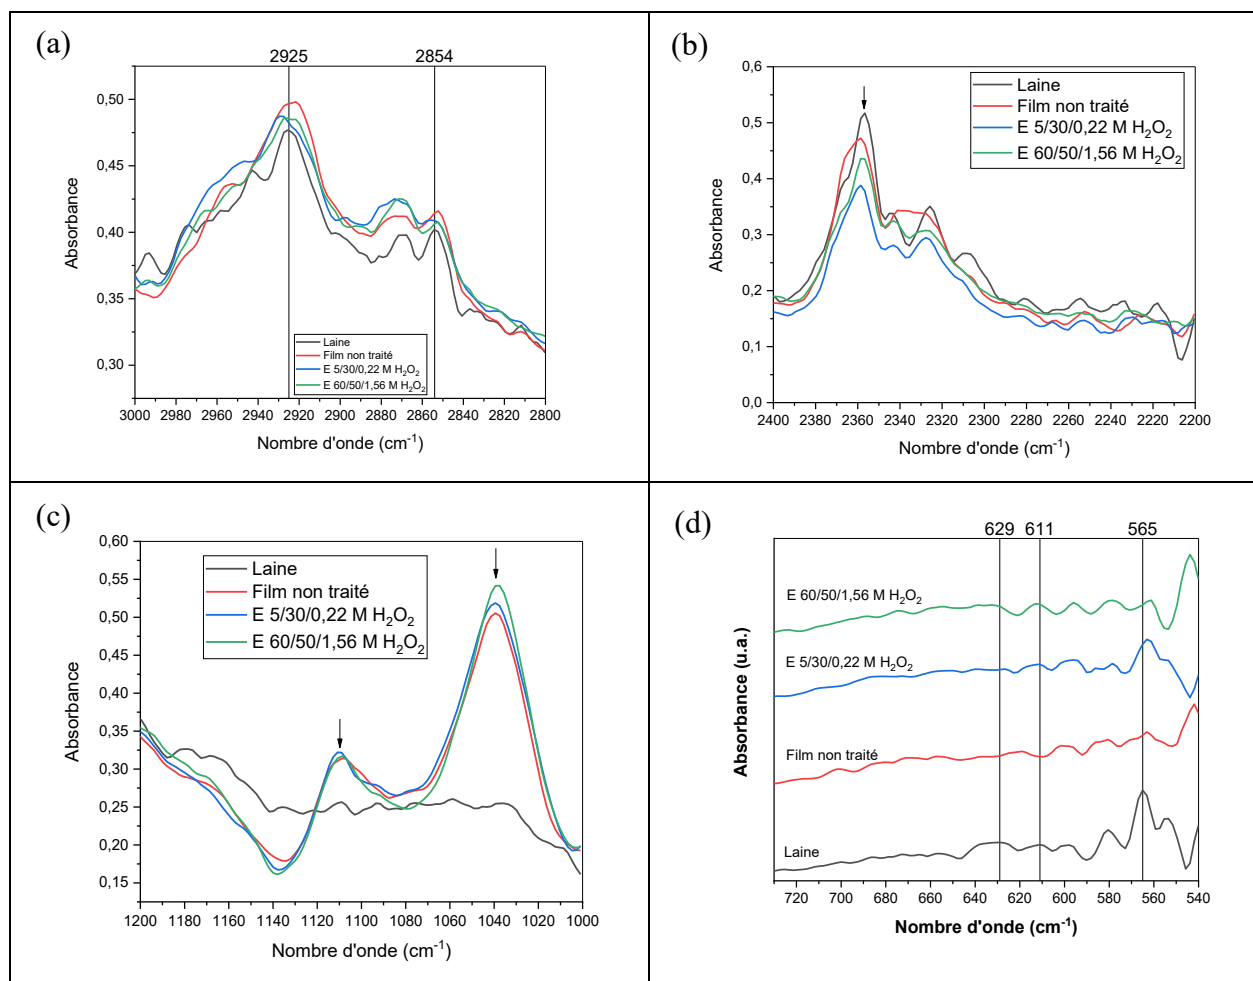 (a)
2925 2854
0,50
0,45
0,40
0,35
0,30
Absorbance
Laine
Film non traité
E 5/30/0,22 M H₂O₂
E 60/50/1,56 M H₂O₂
3000 2980 2960 2940 2920 2900 2880 2860 2840 2820 2800
Nombre d'onde (cm⁻¹)
(b)
0,6
0,5
0,4
0,3
0,2
0,1
0,0
Absorbance
Laine
Film non traité
E 5/30/0,22 M H₂O₂
E 60/50/1,56 M H₂O₂
2400 2380 2360 2340 2320 2300 2280 2260 2240 2220 2200
Nombre d'onde (cm⁻¹)
(c)
0,60
0,55
0,50
0,45
0,40
0,35
0,30
0,25
0,20
0,15
Absorbance
Laine
Film non traité
E 5/30/0,22 M H₂O₂
E 60/50/1,56 M H₂O₂
1200 1180 1160 1140 1120 1100 1080 1060 1040 1020 1000
Nombre d'onde (cm⁻¹)
(d)
629 611 565
Absorbance (u.a.)
E 60/50/1,56 M H₂O₂
E 5/30/0,22 M H₂O₂
Film non traité
Laine
720 700 680 660 640 620 600 580 560 540
Nombre d'onde (cm⁻¹)